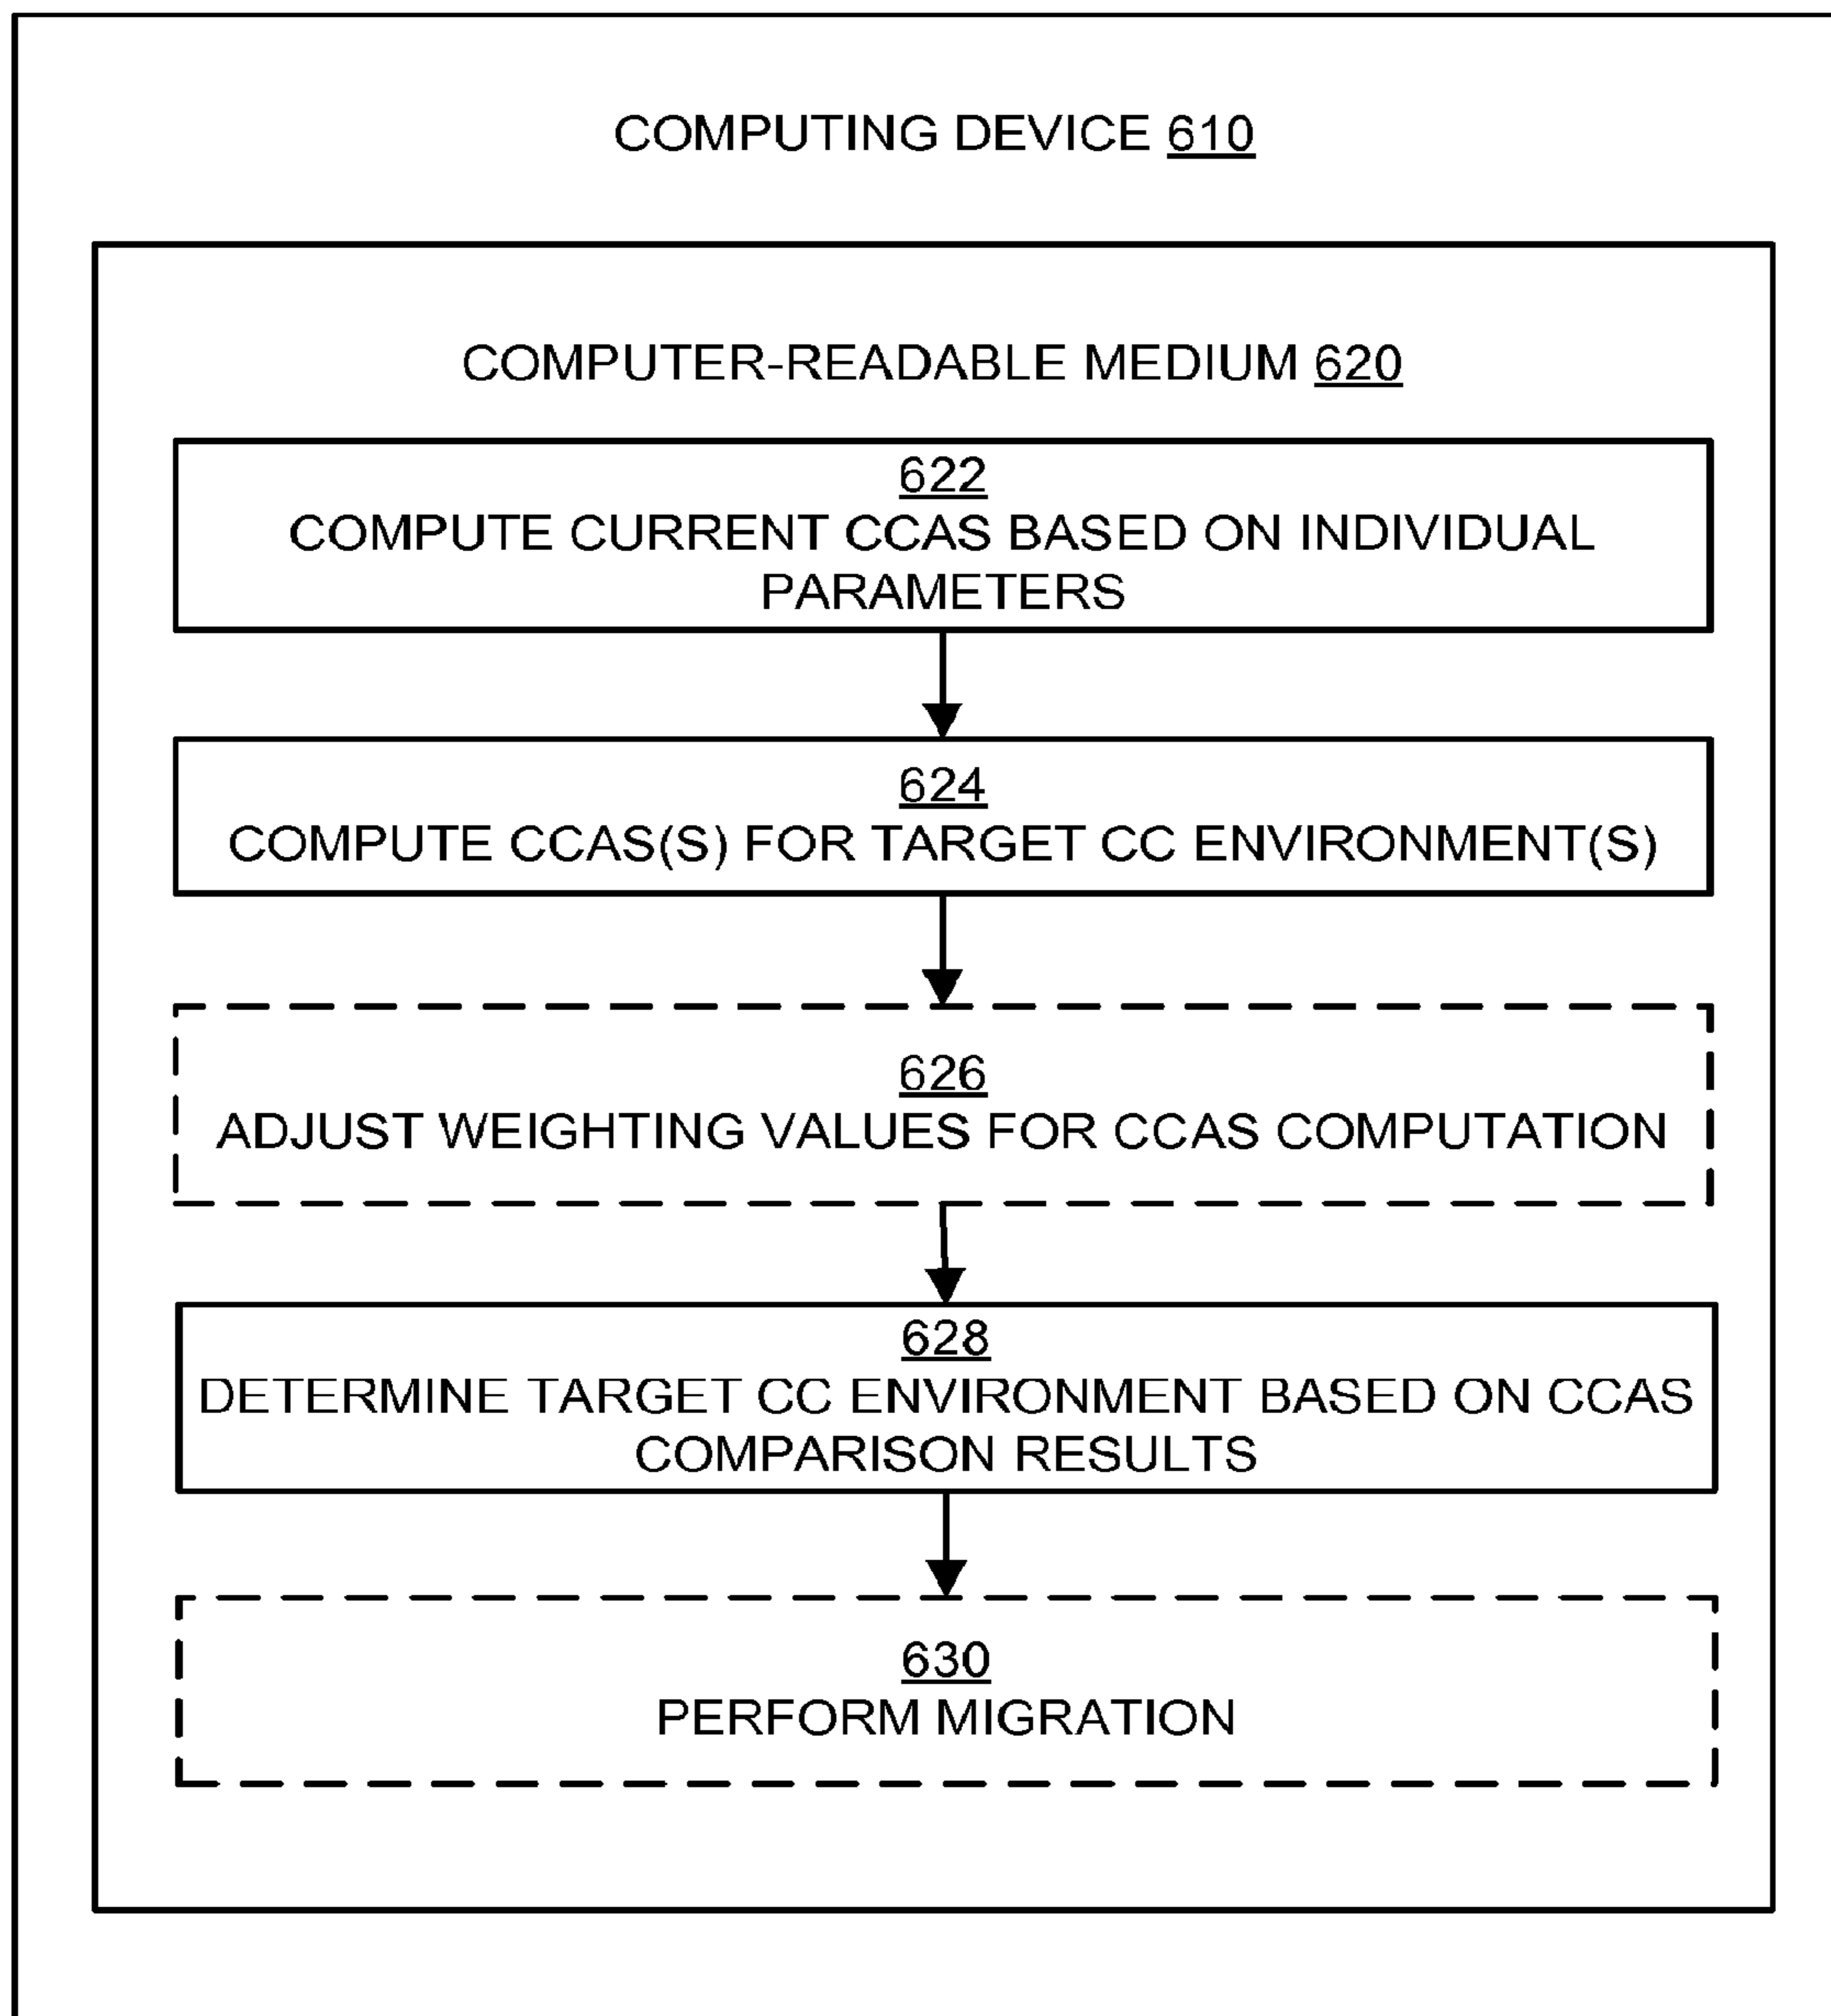 COMPUTING DEVICE 610
COMPUTER-READABLE MEDIUM 620
622
COMPUTE CURRENT CCAS BASED ON INDIVIDUAL
PARAMETERS
624
COMPUTE CCAS(S) FOR TARGET CC ENVIRONMENT(S)
626
ADJUST WEIGHTING VALUES FOR CCAS COMPUTATION
628
DETERMINE TARGET CC ENVIRONMENT BASED ON CCAS
COMPARISON RESULTS
630
PERFORM MIGRATION